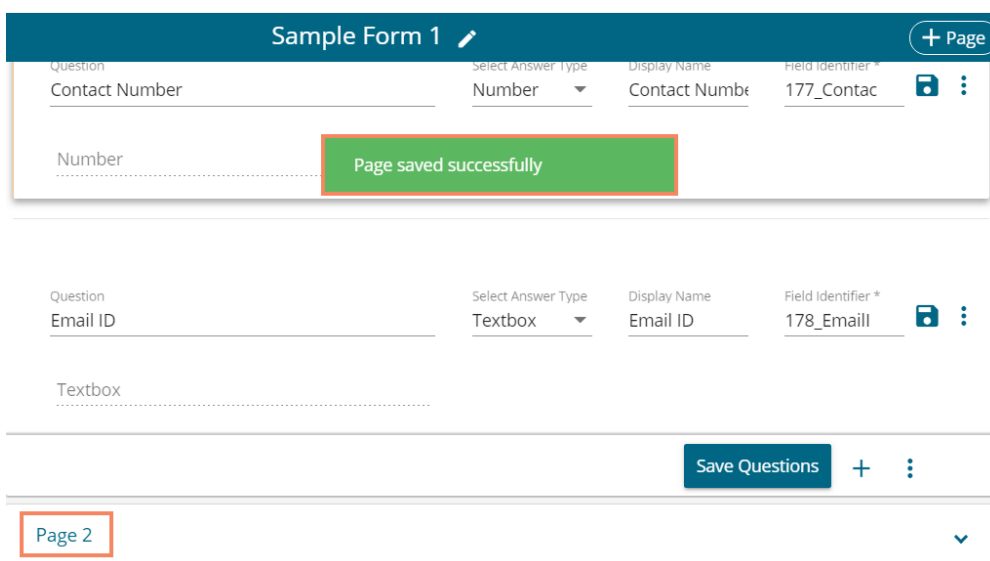 Sample Form 1
+ Page
Question Select Answer Type Display Name Field Identifier *
Contact Number Number Contact Numbe 177_Contac
Number
Page saved successfully
Question Select Answer Type Display Name Field Identifier *
Email ID Textbox Email ID 178_EmailI
Textbox
Save Questions +
Page 2